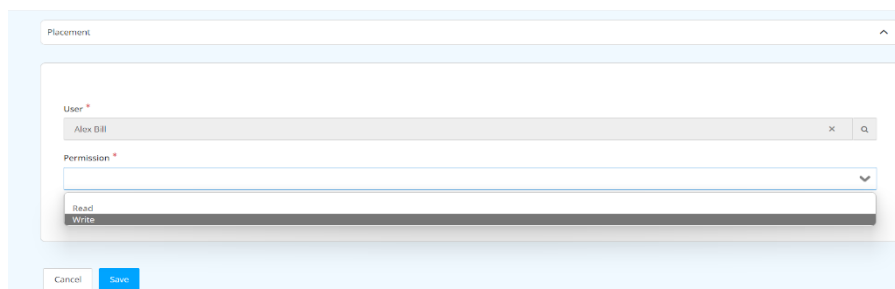 Placement
User *
Alex Bill
Permission *
Read
Write
Cancel
Save